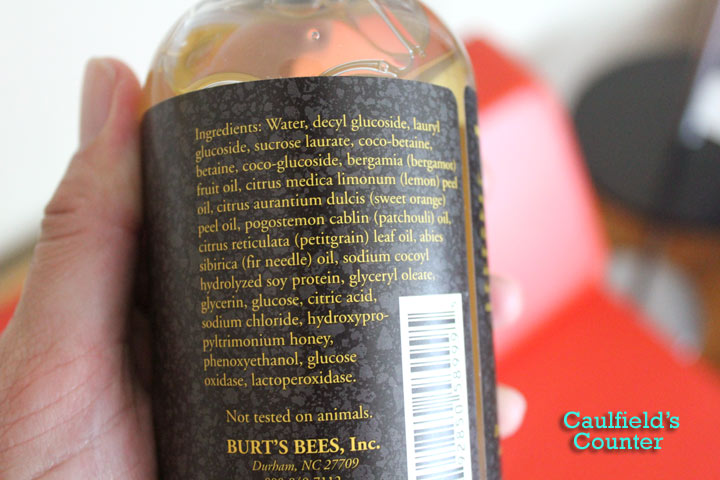 Ingredients: Water, decyl glucoside, lauryl
glucoside, sucrose laurate, coco-betaine,
betaine, coco-glucoside, bergamia (bergamot)
fruit oil, citrus medica limonum (lemon) peel
oil, citrus aurantium dulcis (sweet orange)
peel oil, pogostemon cablin (patchouli) oil,
citrus reticulata (petitgrain) leaf oil, abies
sibirica (fir needle) oil, sodium cocoyl
hydrolyzed soy protein, glyceryl oleate,
glycerin, glucose, citric acid,
sodium chloride, hydroxypro-
pyltrimonium honey,
phenoxyethanol, glucose
oxidase, lactoperoxidase.
Not tested on animals.
BURT'S BEES, Inc.
Durham, NC 27709
Caulfield's
Counter